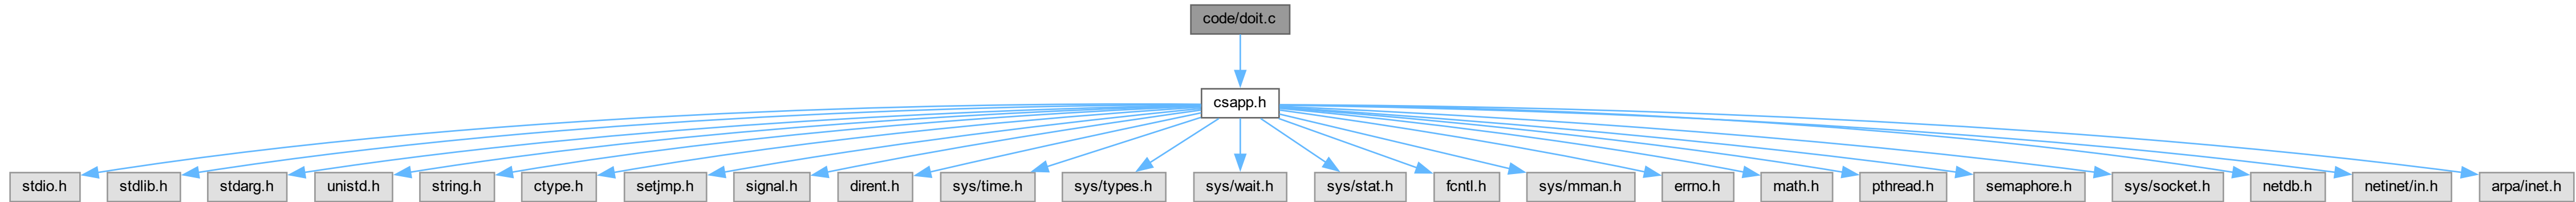 code/doit.c
csapp.h
stdio.h
stdlib.h
stdarg.h
unistd.h
string.h
ctype.h
setjmp.h
signal.h
dirent.h
sys/time.h
sys/types.h
sys/wait.h
sys/stat.h
fcntl.h
sys/mman.h
errno.h
math.h
pthread.h
semaphore.h
sys/socket.h
netdb.h
netinet/in.h
arpa/inet.h